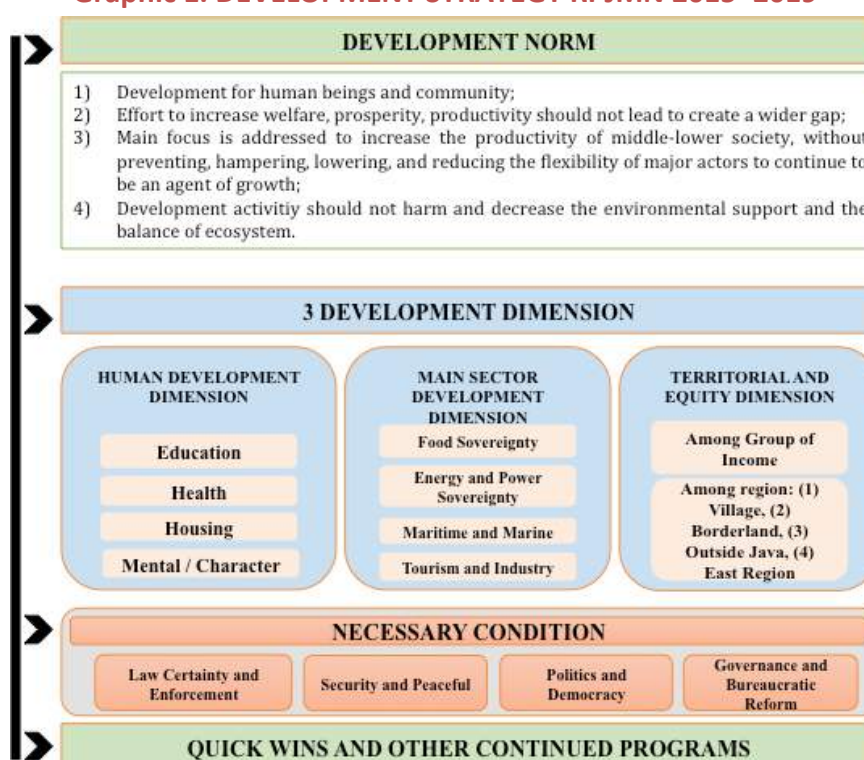 DEVELOPMENT NORM
1) Development for human beings and community;
2) Effort to increase welfare, prosperity, productivity should not lead to create a wider gap;
3) Main focus is addressed to increase the productivity of middle-lower society, without
preventing, hampering, lowering, and reducing the flexibility of major actors to continue to
be an agent of growth;
4) Development activitiy should not harm and decrease the environmental support and the
balance of ecosystem.
3 DEVELOPMENT DIMENSION
HUMAN DEVELOPMENT
DIMENSION
Education
Health
Housing
Mental / Character
MAIN SECTOR
DEVELOPMENT
DIMENSION
Food Sovereignty
Energy and Power
Sovereignty
Maritime and Marine
Tourism and Industry
TERRITORIAL AND
EQUITY DIMENSION
Among Group of
Income
Among region: (1)
Village, (2)
Borderland, (3)
Outside Java, (4)
East Region
NECESSARY CONDITION
Law Certainty and
Enforcement
Security and Peaceful
Politics and
Democracy
Governance and
Bureaucratic
Reform
QUICK WINS AND OTHER CONTINUED PROGRAMS